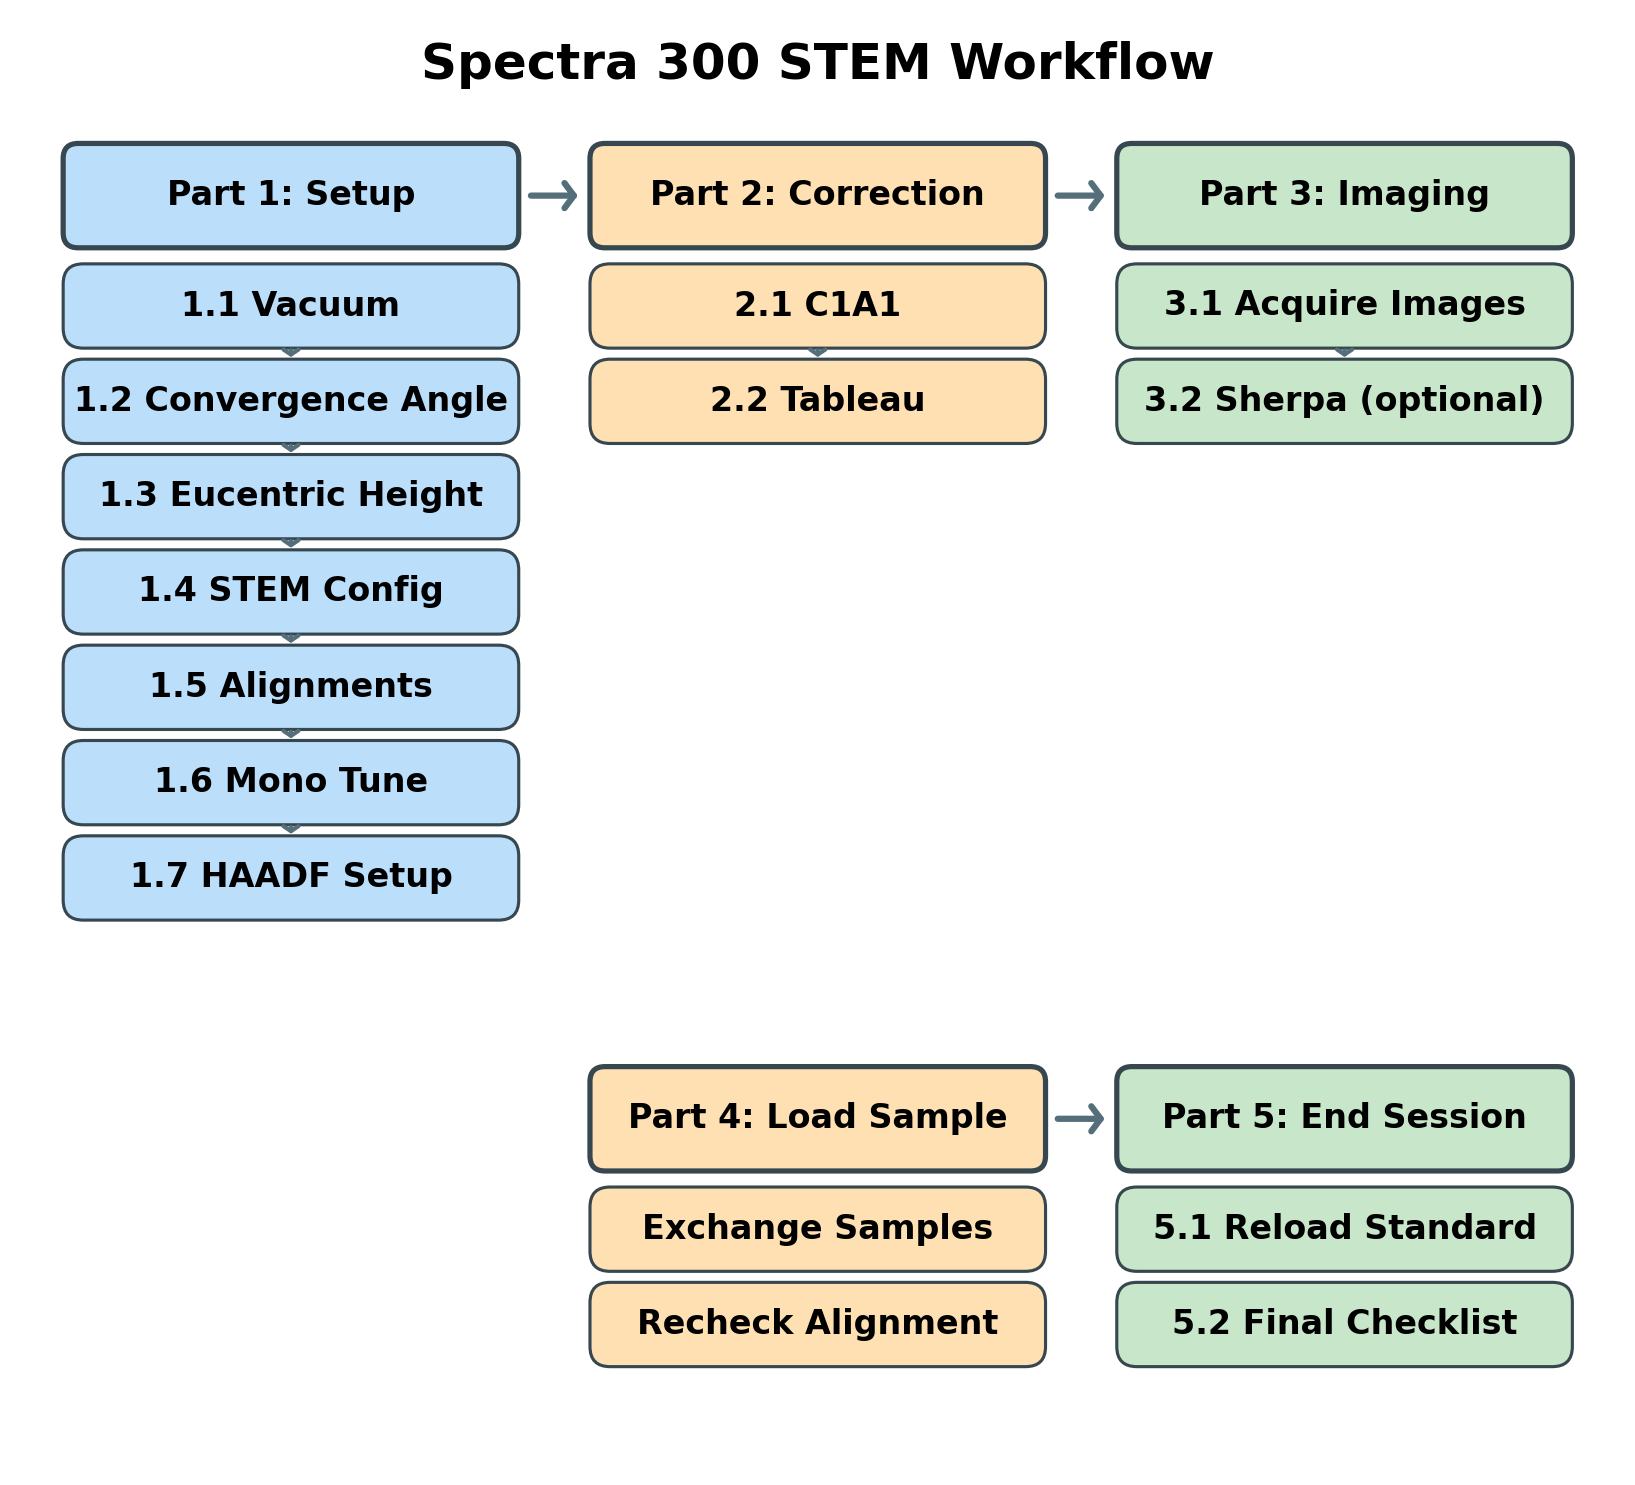 Spectra 300 STEM Workflow
Part 1: Setup
1.1 Vacuum
1.2 Convergence Angle
1.3 Eucentric Height
1.4 STEM Config
1.5 Alignments
1.6 Mono Tune
1.7 HAADF Setup
Part 2: Correction
2.1 C1A1
2.2 Tableau
Part 3: Imaging
3.1 Acquire Images
3.2 Sherpa (optional)
Part 4: Load Sample
Exchange Samples
Recheck Alignment
Part 5: End Session
5.1 Reload Standard
5.2 Final Checklist